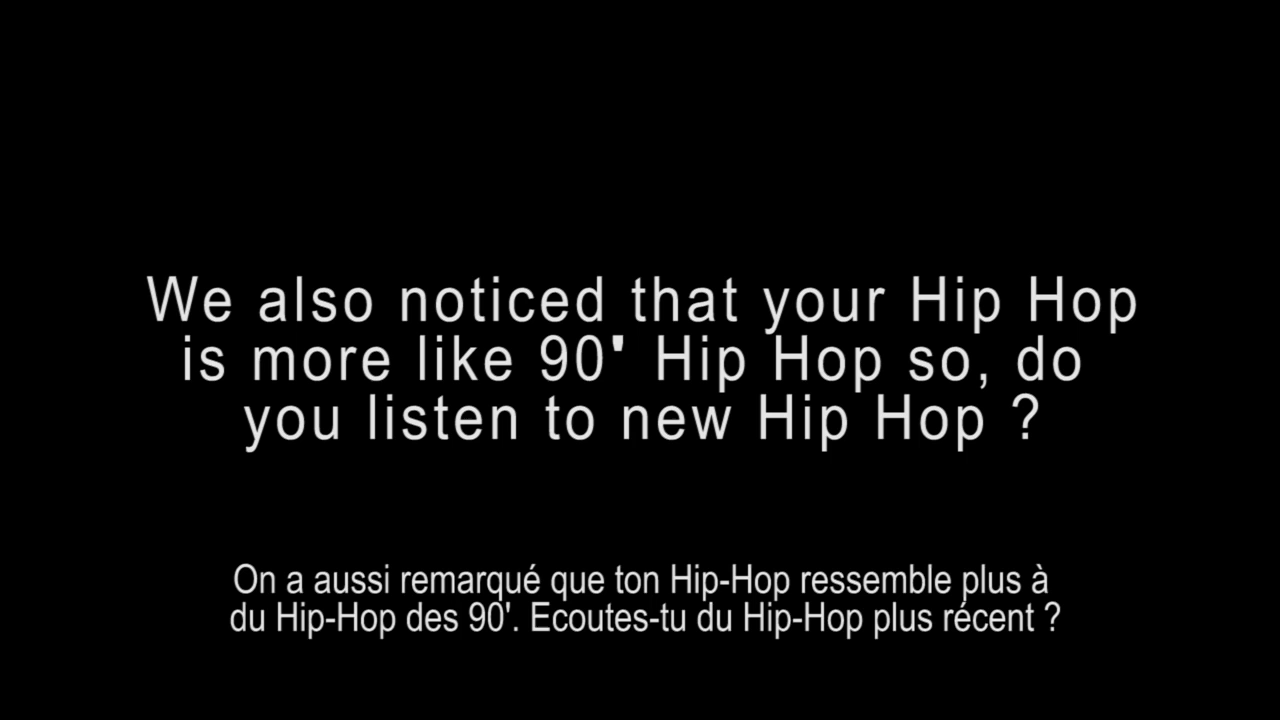 We also noticed that your Hip Hop
is more like 90' Hip Hop so, do
you listen to new Hip Hop ?
On a aussi remarqué que ton Hip-Hop ressemble plus à
du Hip-Hop des 90'. Ecoutes-tu du Hip-Hop plus récent ?